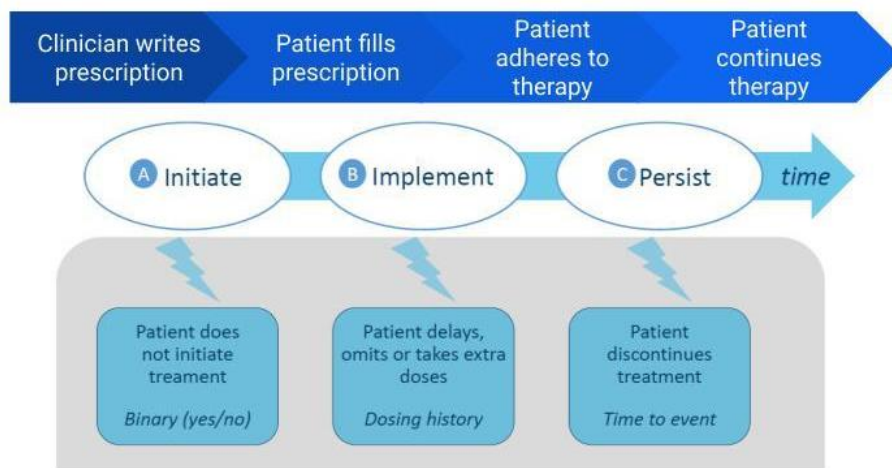 Clinician writes
prescription
Patient fills
prescription
Patient
adheres to
therapy
Patient
continues
therapy
A Initiate
B Implement
C Persist
time
Patient does
not initiate
treament
Binary (yes/no)
Patient delays,
omits or takes extra
doses
Dosing history
Patient
discontinues
treatment
Time to event